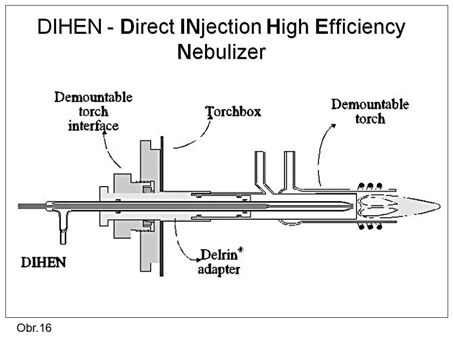 DIHEN - Direct INjection High Efficiency
Nebulizer
Demountable
torch
interface
Torchbox
Demountable
torch
DIHEN
Delrin®
adapter
Obr.16